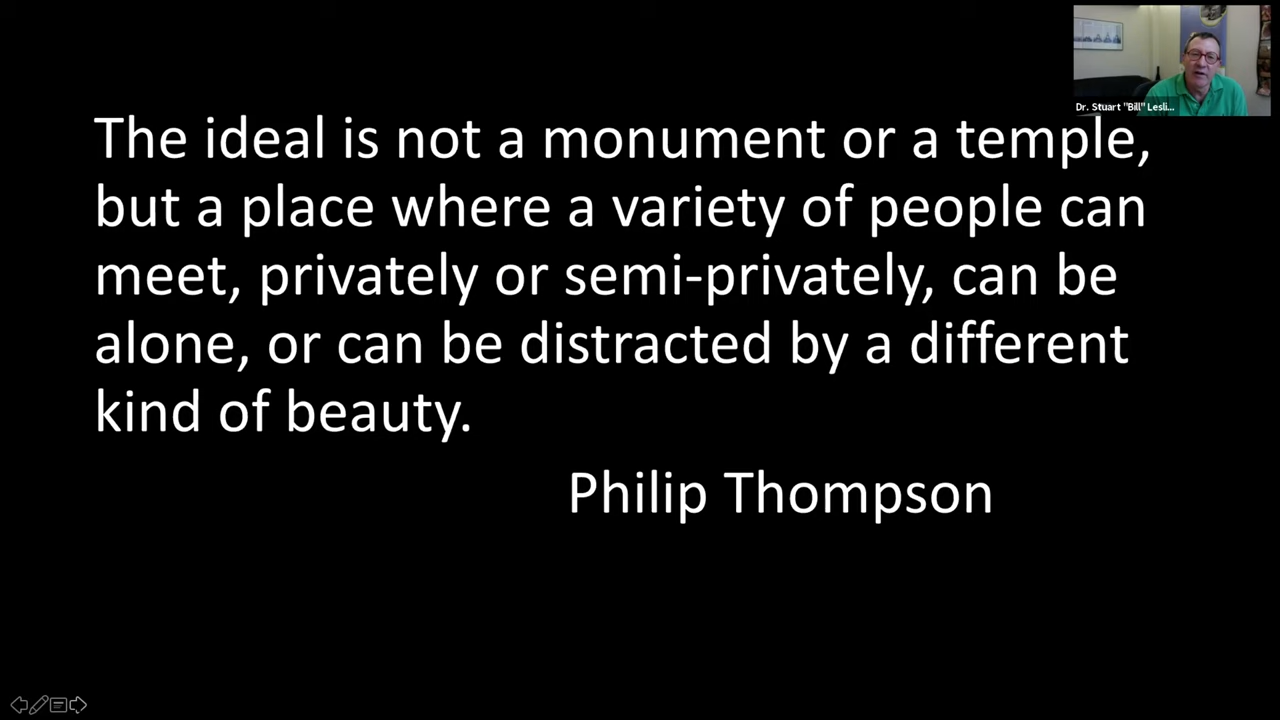 Dr. Stuart "Bill" Lesli...
The ideal is not a monument or a temple,
but a place where a variety of people can
meet, privately or semi-privately, can be
alone, or can be distracted by a different
kind of beauty.
Philip Thompson